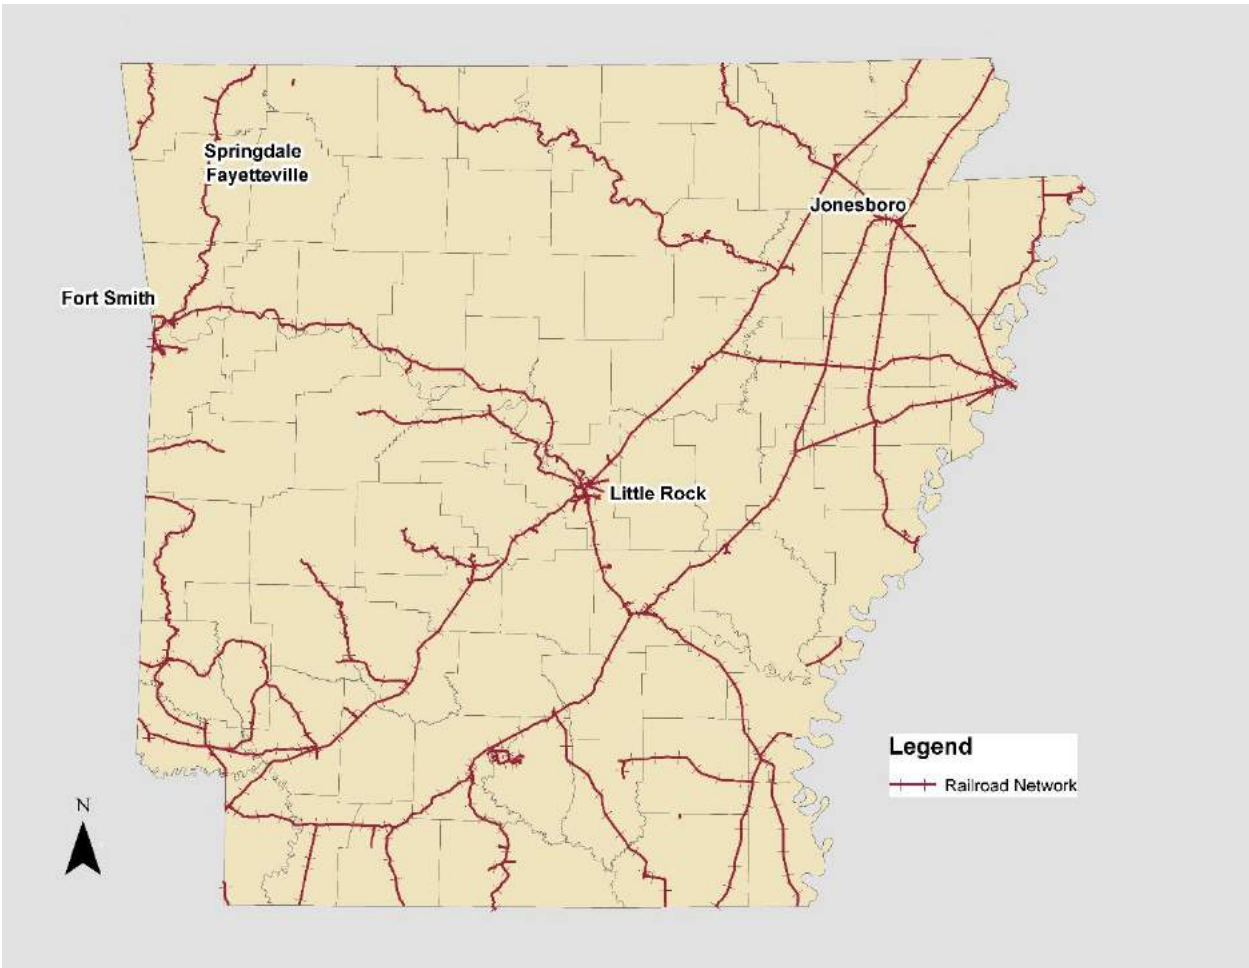 Springdale
Fayetteville
Jonesboro
Fort Smith
Little Rock
Legend
Railroad Network
N